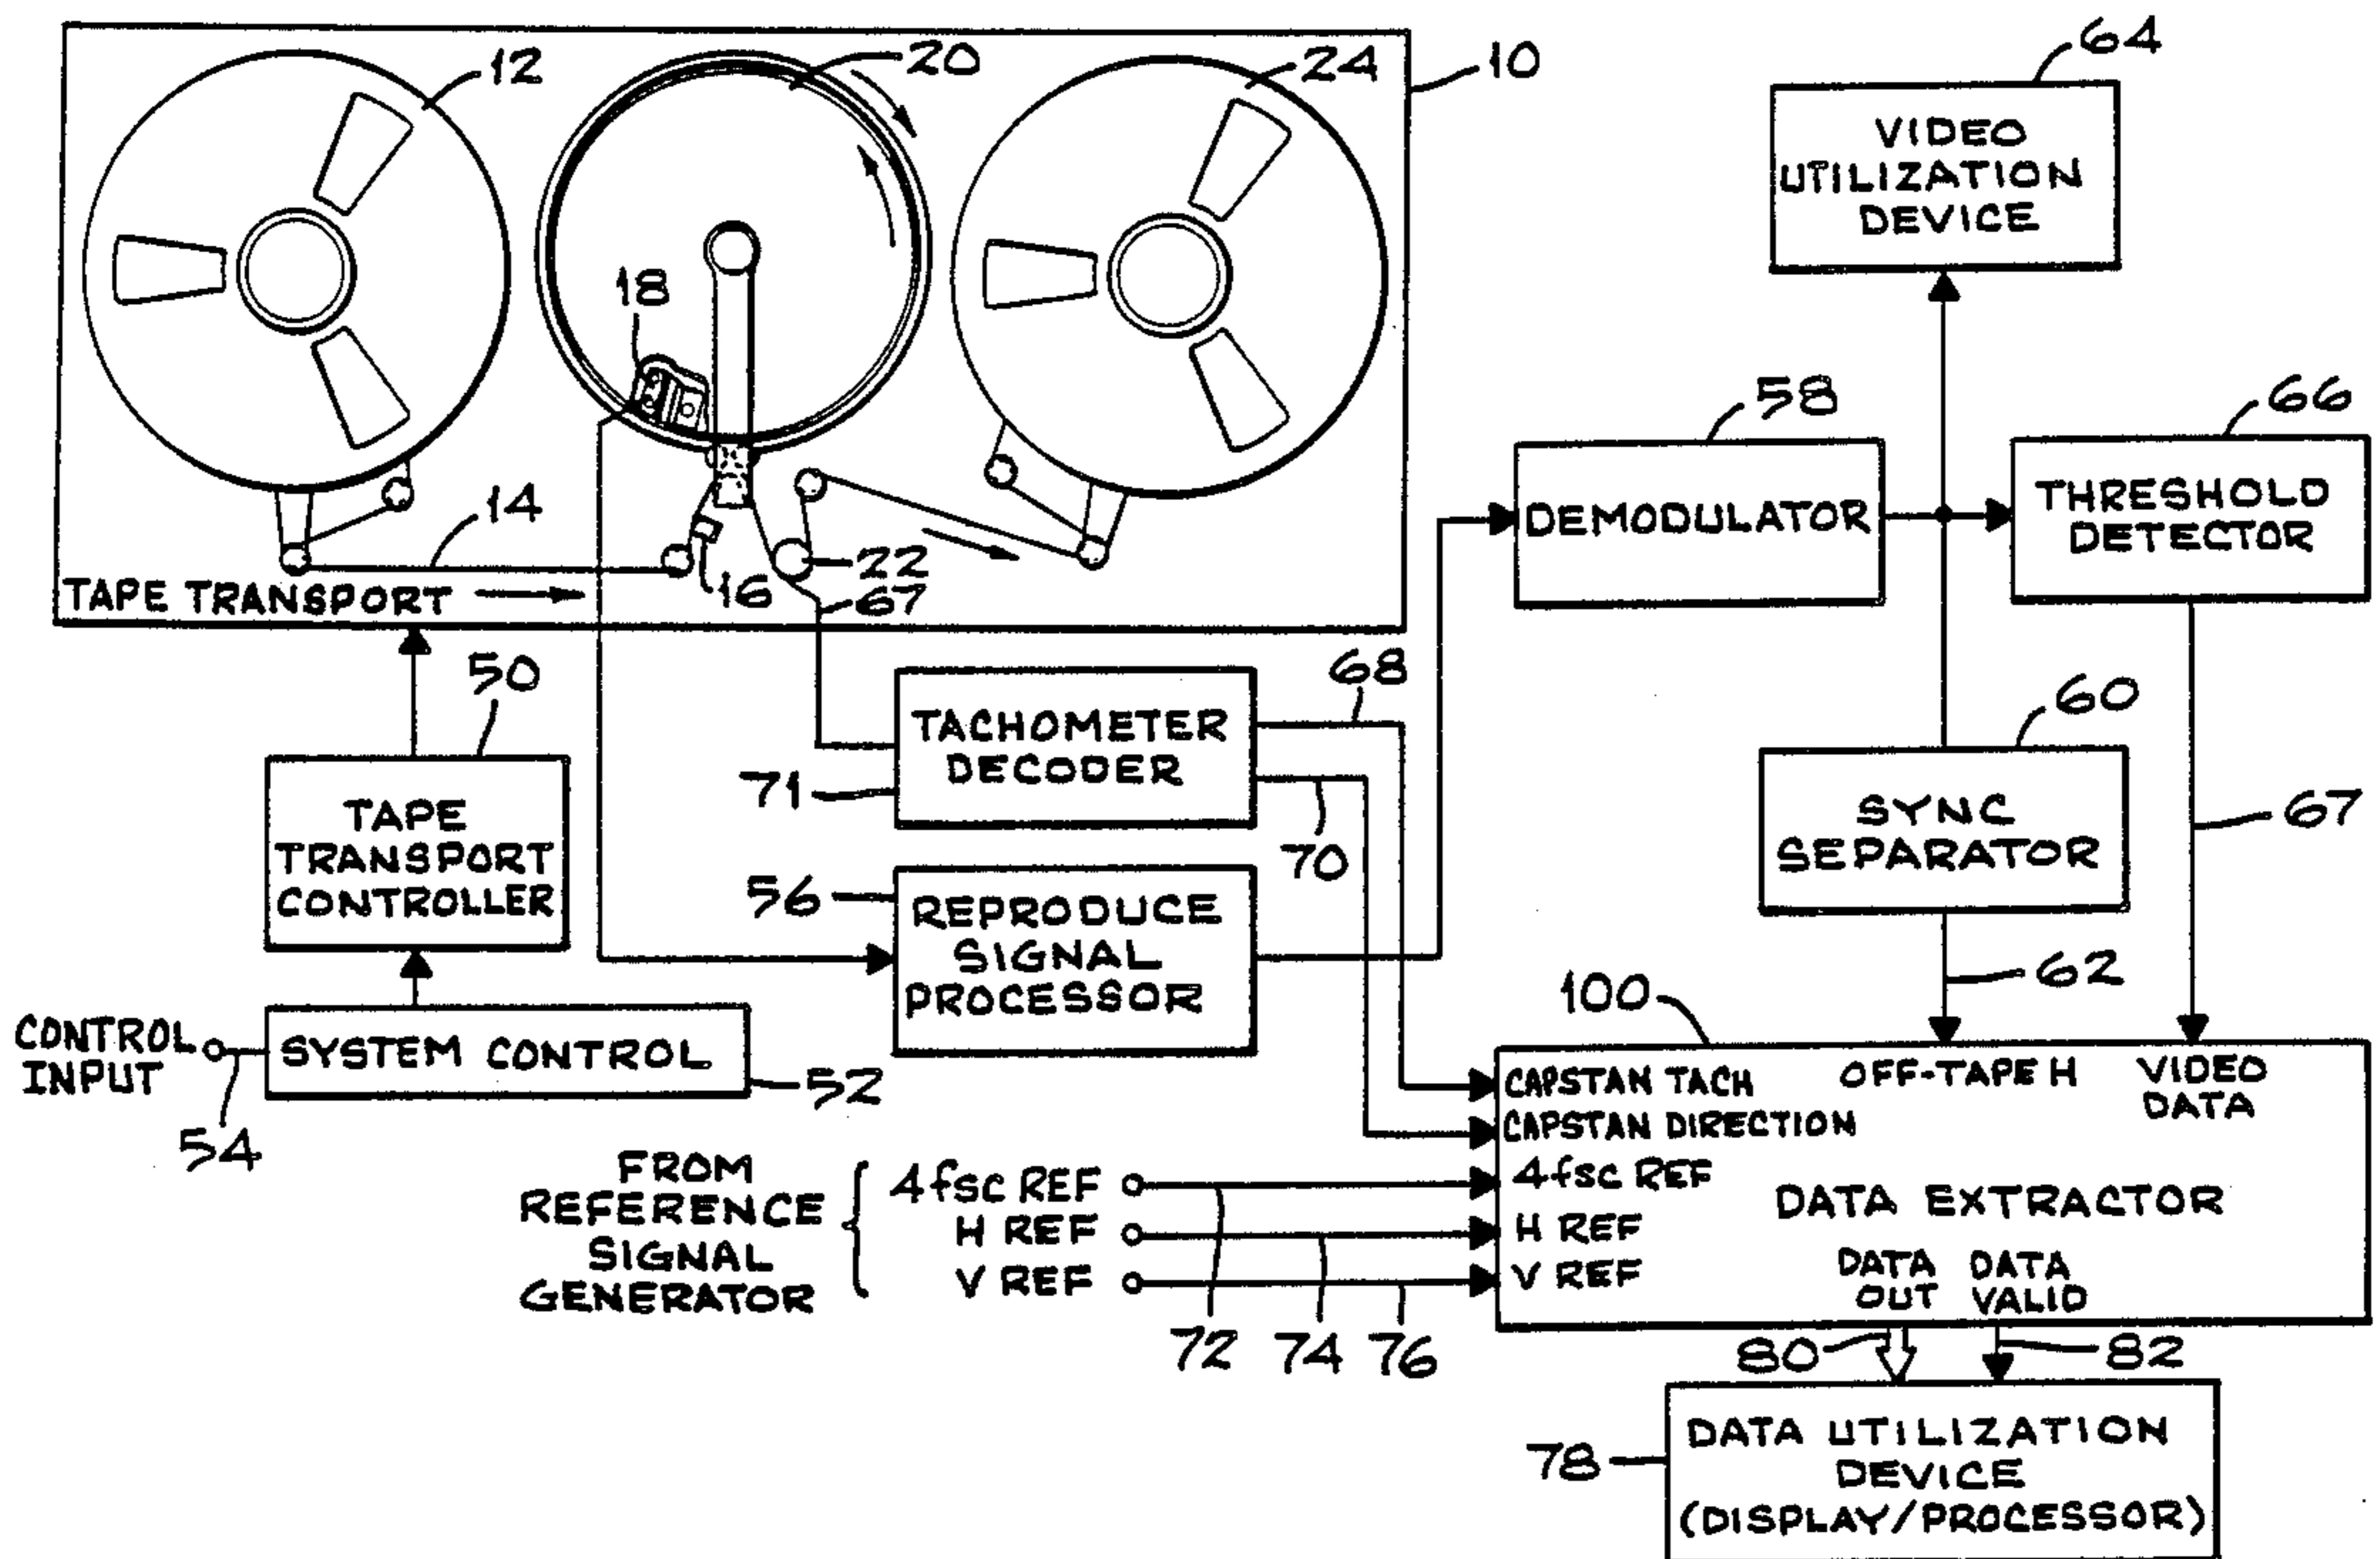 12
20
24
10
18
14
16
22
67
TAPE TRANSPORT
64
VIDEO
UTILIZATION
DEVICE
58
DEMODULATOR
66
THRESHOLD
DETECTOR
50
TAPE
TRANSPORT
CONTROLLER
68
TACHOMETER
DECODER
71
70
60
SYNC
SEPARATOR
67
56
REPRODUCE
SIGNAL
PROCESSOR
62
100
CONTROL
INPUT
54
SYSTEM CONTROL
52
CAPSTAN TACH
CAPSTAN DIRECTION
OFF-TAPE H
VIDEO
DATA
FROM
REFERENCE
SIGNAL
GENERATOR
4fsc REF
H REF
V REF
4fsc REF
H REF
V REF
DATA EXTRACTOR
DATA
OUT
DATA
VALID
72
74
76
80
82
78
DATA UTILIZATION
DEVICE
(DISPLAY/PROCESSOR)